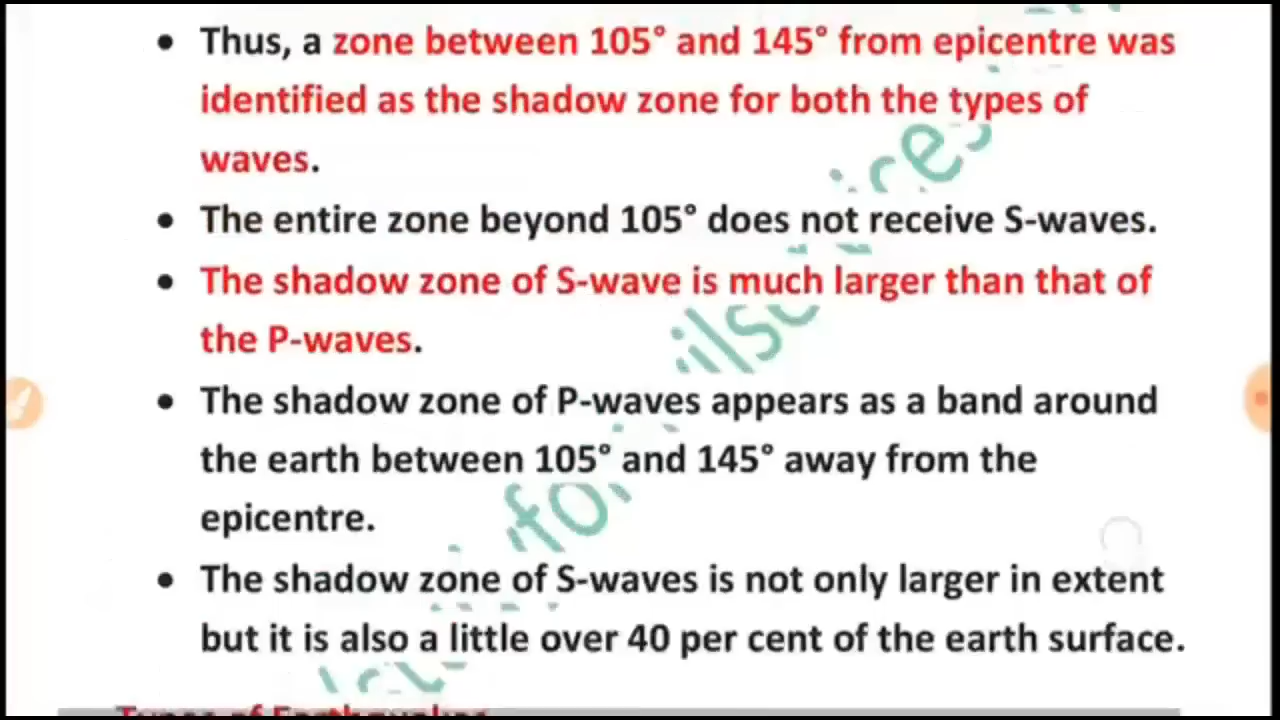 • Thus, a zone between 105° and 145° from epicentre was
identified as the shadow zone for both the types of
waves.
• The entire zone beyond 105° does not receive S-waves.
• The shadow zone of S-wave is much larger than that of
the P-waves.
• The shadow zone of P-waves appears as a band around
the earth between 105° and 145° away from the
epicentre.
• The shadow zone of S-waves is not only larger in extent
but it is also a little over 40 per cent of the earth surface.
Types of Earthquakes